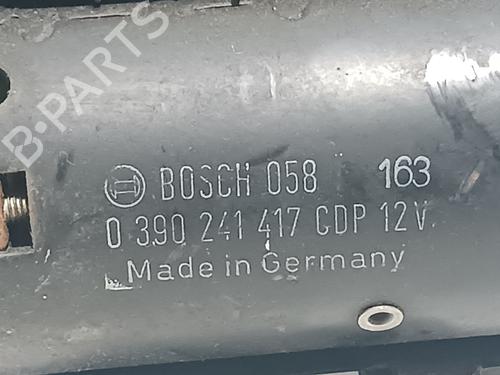 B-PARTS
BOSCH 058 163
0 390 241 417 CDP 12V
Made in Germany